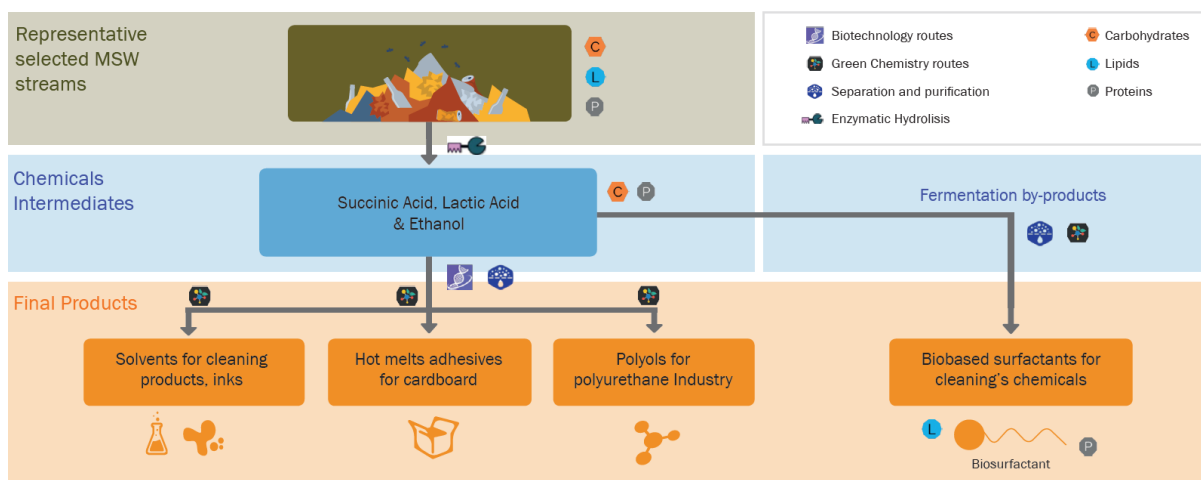 Representative
selected MSW
streams
C
L
P
Biotechnology routes
Green Chemistry routes
Separation and purification
Enzymatic Hydrolisis
C Carbohydrates
L Lipids
P Proteins
Chemicals
Intermediates
Succinic Acid, Lactic Acid
& Ethanol
C P
Fermentation by-products
Final Products
Solvents for cleaning
products, inks
Hot melts adhesives
for cardboard
Polyols for
polyurethane Industry
Biobased surfactants for
cleaning's chemicals
L
P
Biosurfactant